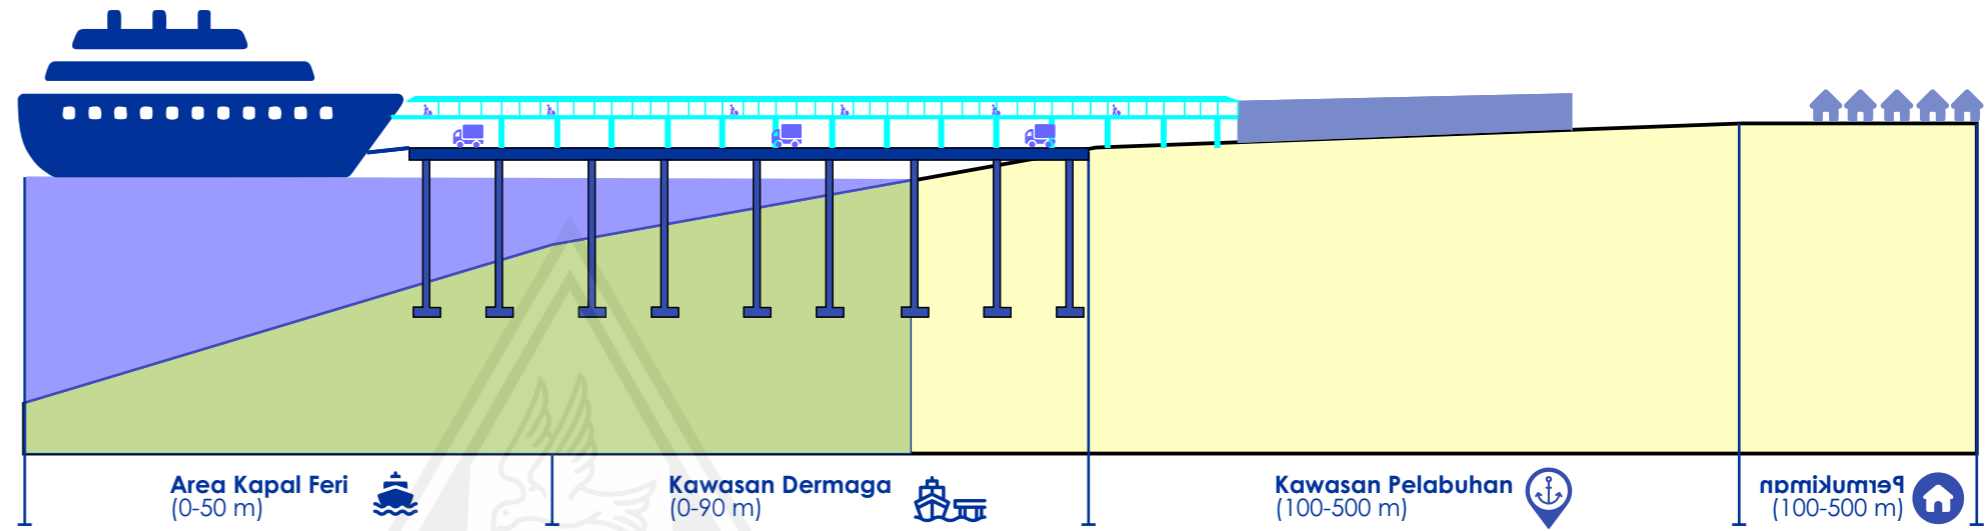 Area Kapal Feri
(0-50 m)
Kawasan Dermaga
(0-90 m)
Kawasan Pelabuhan
(100-500 m)
Permukiman
(100-500 m)